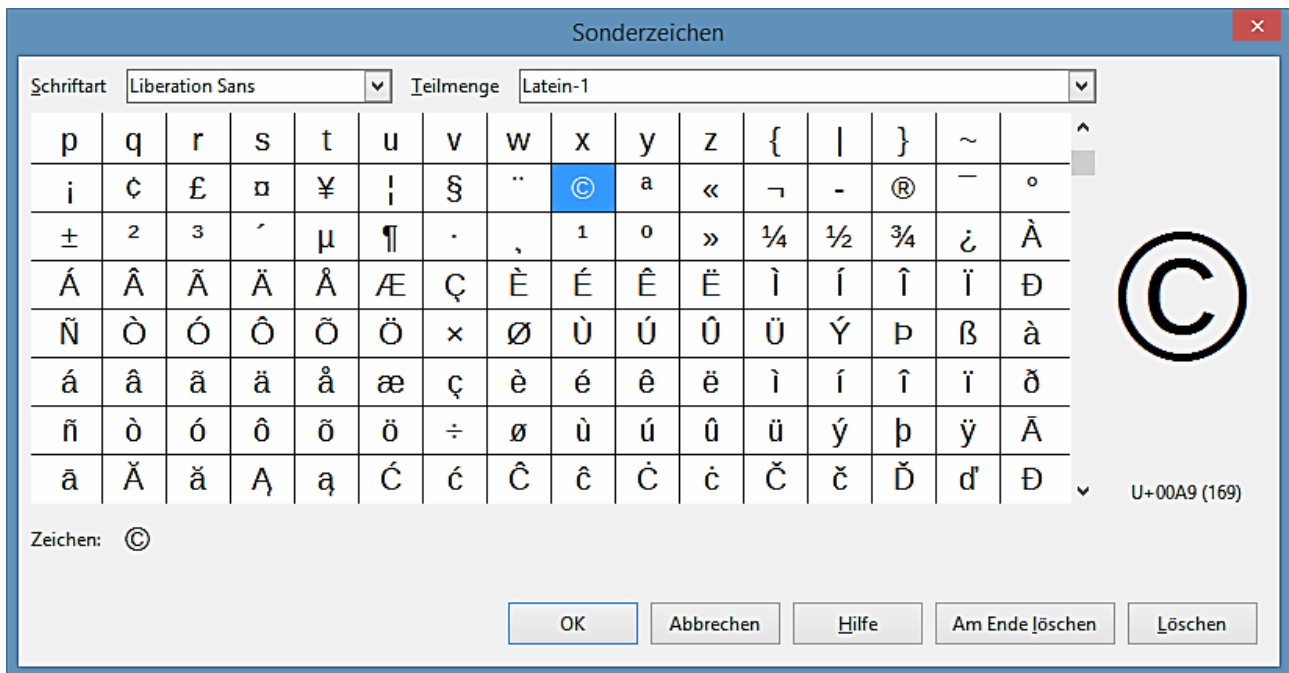 Sonderzeichen
Schriftart Liberation Sans Teilmenge Latein-1
p q r s t u v w x y z { | } ~
¡ ¢ £ ¤ ¥ ¦ § ¨ © ª « ¬ - ® ¯ °
± ² ³ ´ µ ¶ · ¸ ¹ º » ¼ ½ ¾ ¿ À
Á Â Ã Ä Å Æ Ç È É Ê Ë Ì Í Î Ï Ð
Ñ Ò Ó Ô Õ Ö × Ø Ù Ú Û Ü Ý Þ ß à
á â ã ä å æ ç è é ê ë ì í î ï ð
ñ ò ó ô õ ö ÷ ø ù ú û ü ý þ ÿ Ā
ā Ă ă Ą ą Ć ć Ĉ ĉ Ċ ċ Č č Ď ď Đ
©
U+00A9 (169)
Zeichen: ©
OK Abbrechen Hilfe Am Ende löschen Löschen